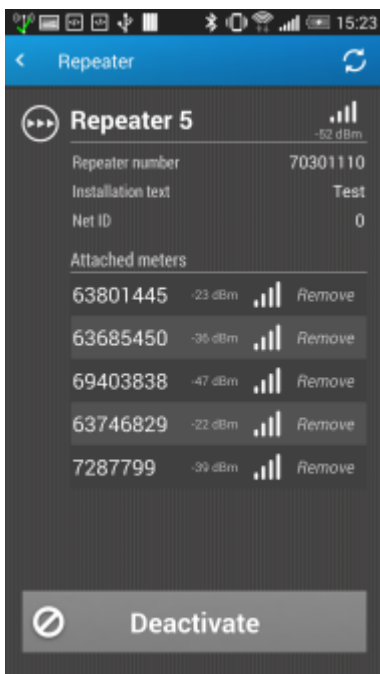 15:23
Repeater
Repeater 5
-52 dBm
Repeater number 70301110
Installation text Test
Net ID 0
Attached meters
63801445 -23 dBm Remove
63685450 -36 dBm Remove
69403838 -47 dBm Remove
63746829 -22 dBm Remove
7287799 -39 dBm Remove
Deactivate